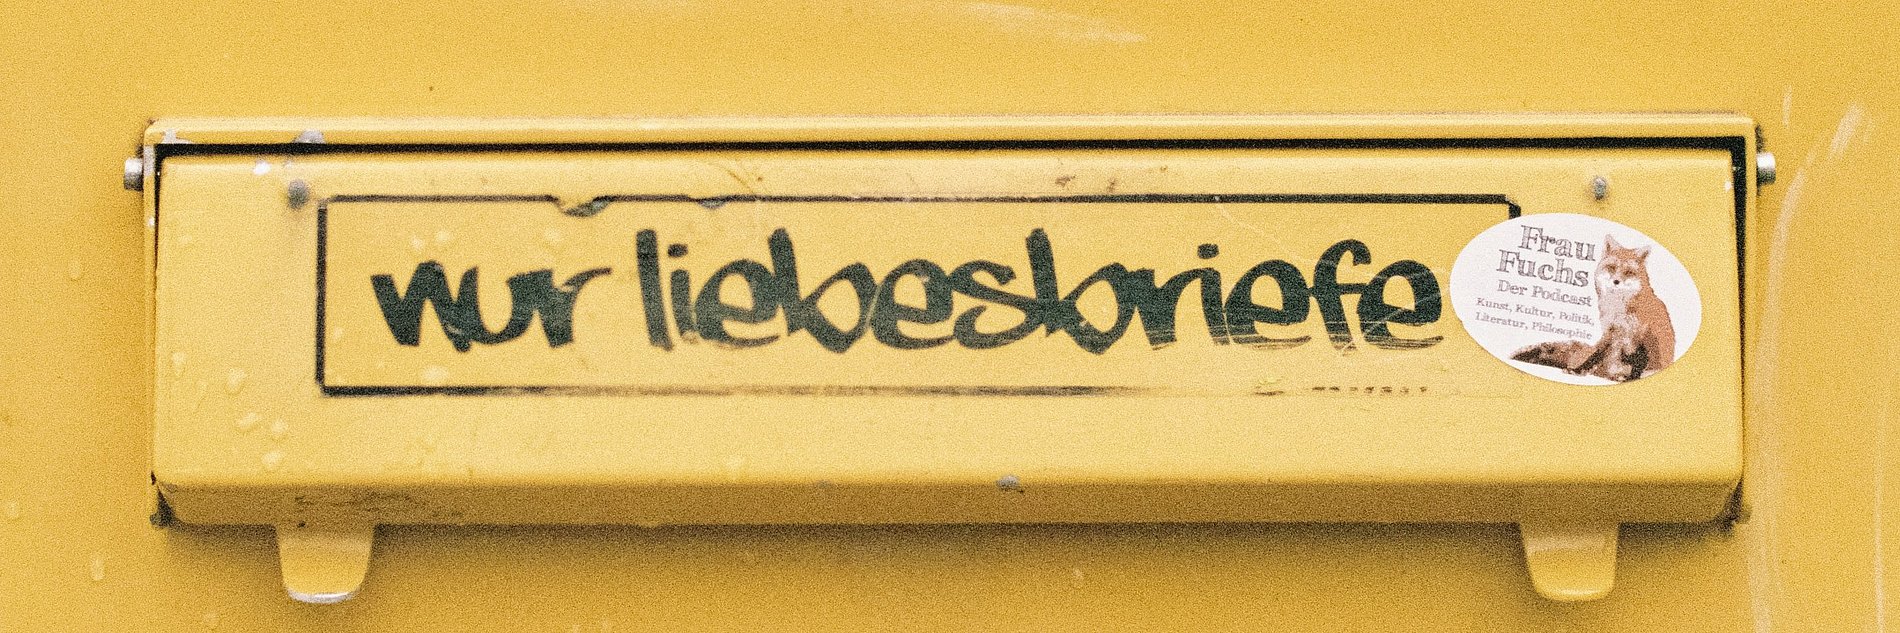 nur liebesbriefe
Frau
Fuchs
Der Podcast
Kunst, Kultur, Politik,
Literatur, Philosophie